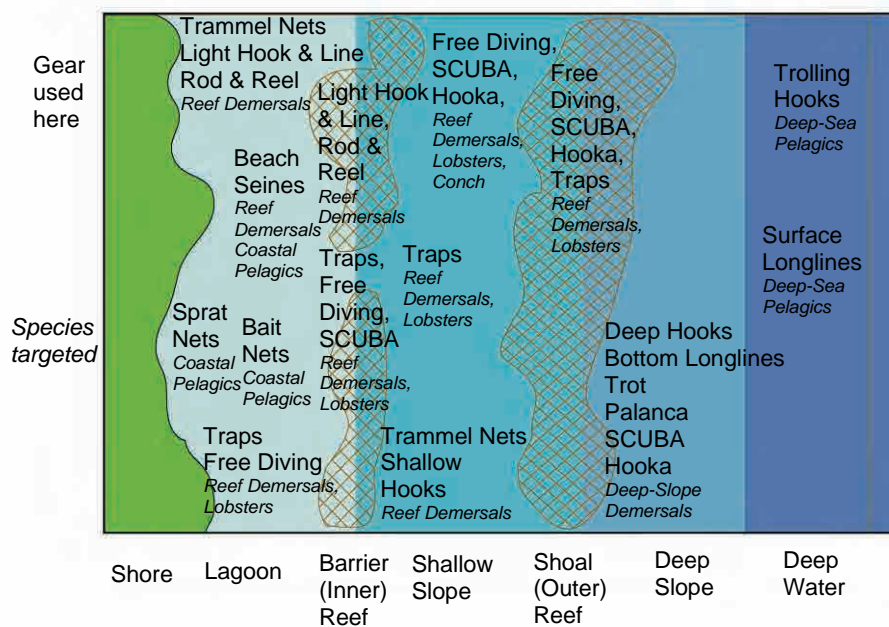 Gear
used
here
Species
targeted
Trammel Nets
Light Hook & Line
Rod & Reel
Reef Demersals
Beach
Seines
Reef
Demersals
Coastal
Pelagics
Sprat
Nets
Coastal
Pelagics
Bait
Nets
Coastal
Pelagics
Traps
Free Diving
Reef Demersals,
Lobsters
Light Hook
& Line,
Rod &
Reel
Reef
Demersals
Traps,
Free
Diving,
SCUBA
Reef
Demersals,
Lobsters
Free Diving,
SCUBA,
Hooka,
Reef
Demersals,
Lobsters,
Conch
Traps
Reef
Demersals,
Lobsters
Trammel Nets
Shallow
Hooks
Reef Demersals
Free
Diving,
SCUBA,
Hooka,
Traps
Reef
Demersals,
Lobsters
Deep Hooks
Bottom Longlines
Trot
Palanca
SCUBA
Hooka
Deep-Slope
Demersals
Trolling
Hooks
Deep-Sea
Pelagics
Surface
Longlines
Deep-Sea
Pelagics
Shore
Lagoon
Barrier
(Inner)
Reef
Shallow
Slope
Shoal
(Outer)
Reef
Deep
Slope
Deep
Water